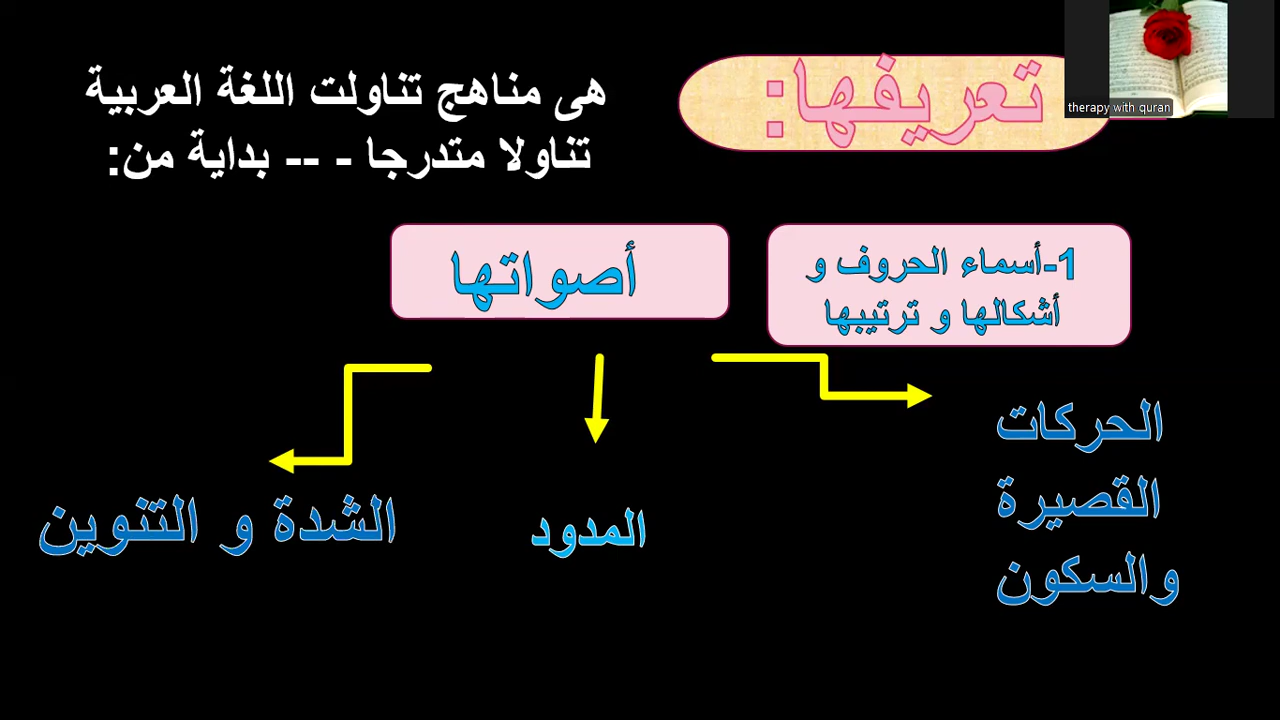 تعريفها:
هى مناهج تناولت اللغة العربية
تناولا متدرجا - -- بداية من:
1-أسماء الحروف و
أشكالها و ترتيبها
أصواتها
الحركات
القصيرة
والسكون
المدود
الشدة و التنوين
therapy with quran